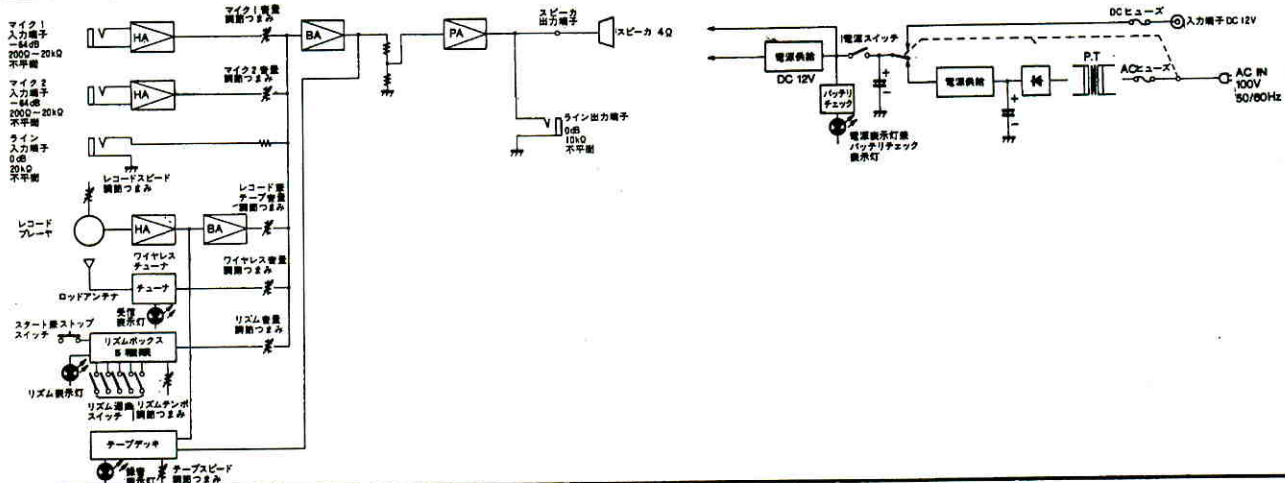 マイク1
入力端子
−64dB
200Ω〜20kΩ
不平衡
HA
マイク1音量
調節つまみ
BA
PA
スピーカ
出力端子
スピーカ 4Ω
マイク2
入力端子
−64dB
200Ω〜20kΩ
不平衡
HA
マイク2音量
調節つまみ
ライン
入力端子
0dB
20kΩ
不平衡
ライン出力端子
0dB
10kΩ
不平衡
レコードスピード
調節つまみ
レコード
プレーヤ
HA
BA
レコード兼
テープ音量
調節つまみ
ワイヤレス
チューナ
チューナ
ロッドアンテナ
受信
表示灯
ワイヤレス音量
調節つまみ
スタート兼ストップ
スイッチ
リズムボックス
リズム音量
調節つまみ
リズム表示灯
リズム選曲
スイッチ
リズムテンポ
調節つまみ
テープデッキ
録音
表示灯
テープスピード
調節つまみ
DCヒューズ
入力端子 DC 12V
電源スイッチ
電源供給
DC 12V
バッテリ
チェック
電源表示灯兼
バッテリチェック
表示灯
電源供給
P.T
ACヒューズ
AC IN
100V
50/60Hz